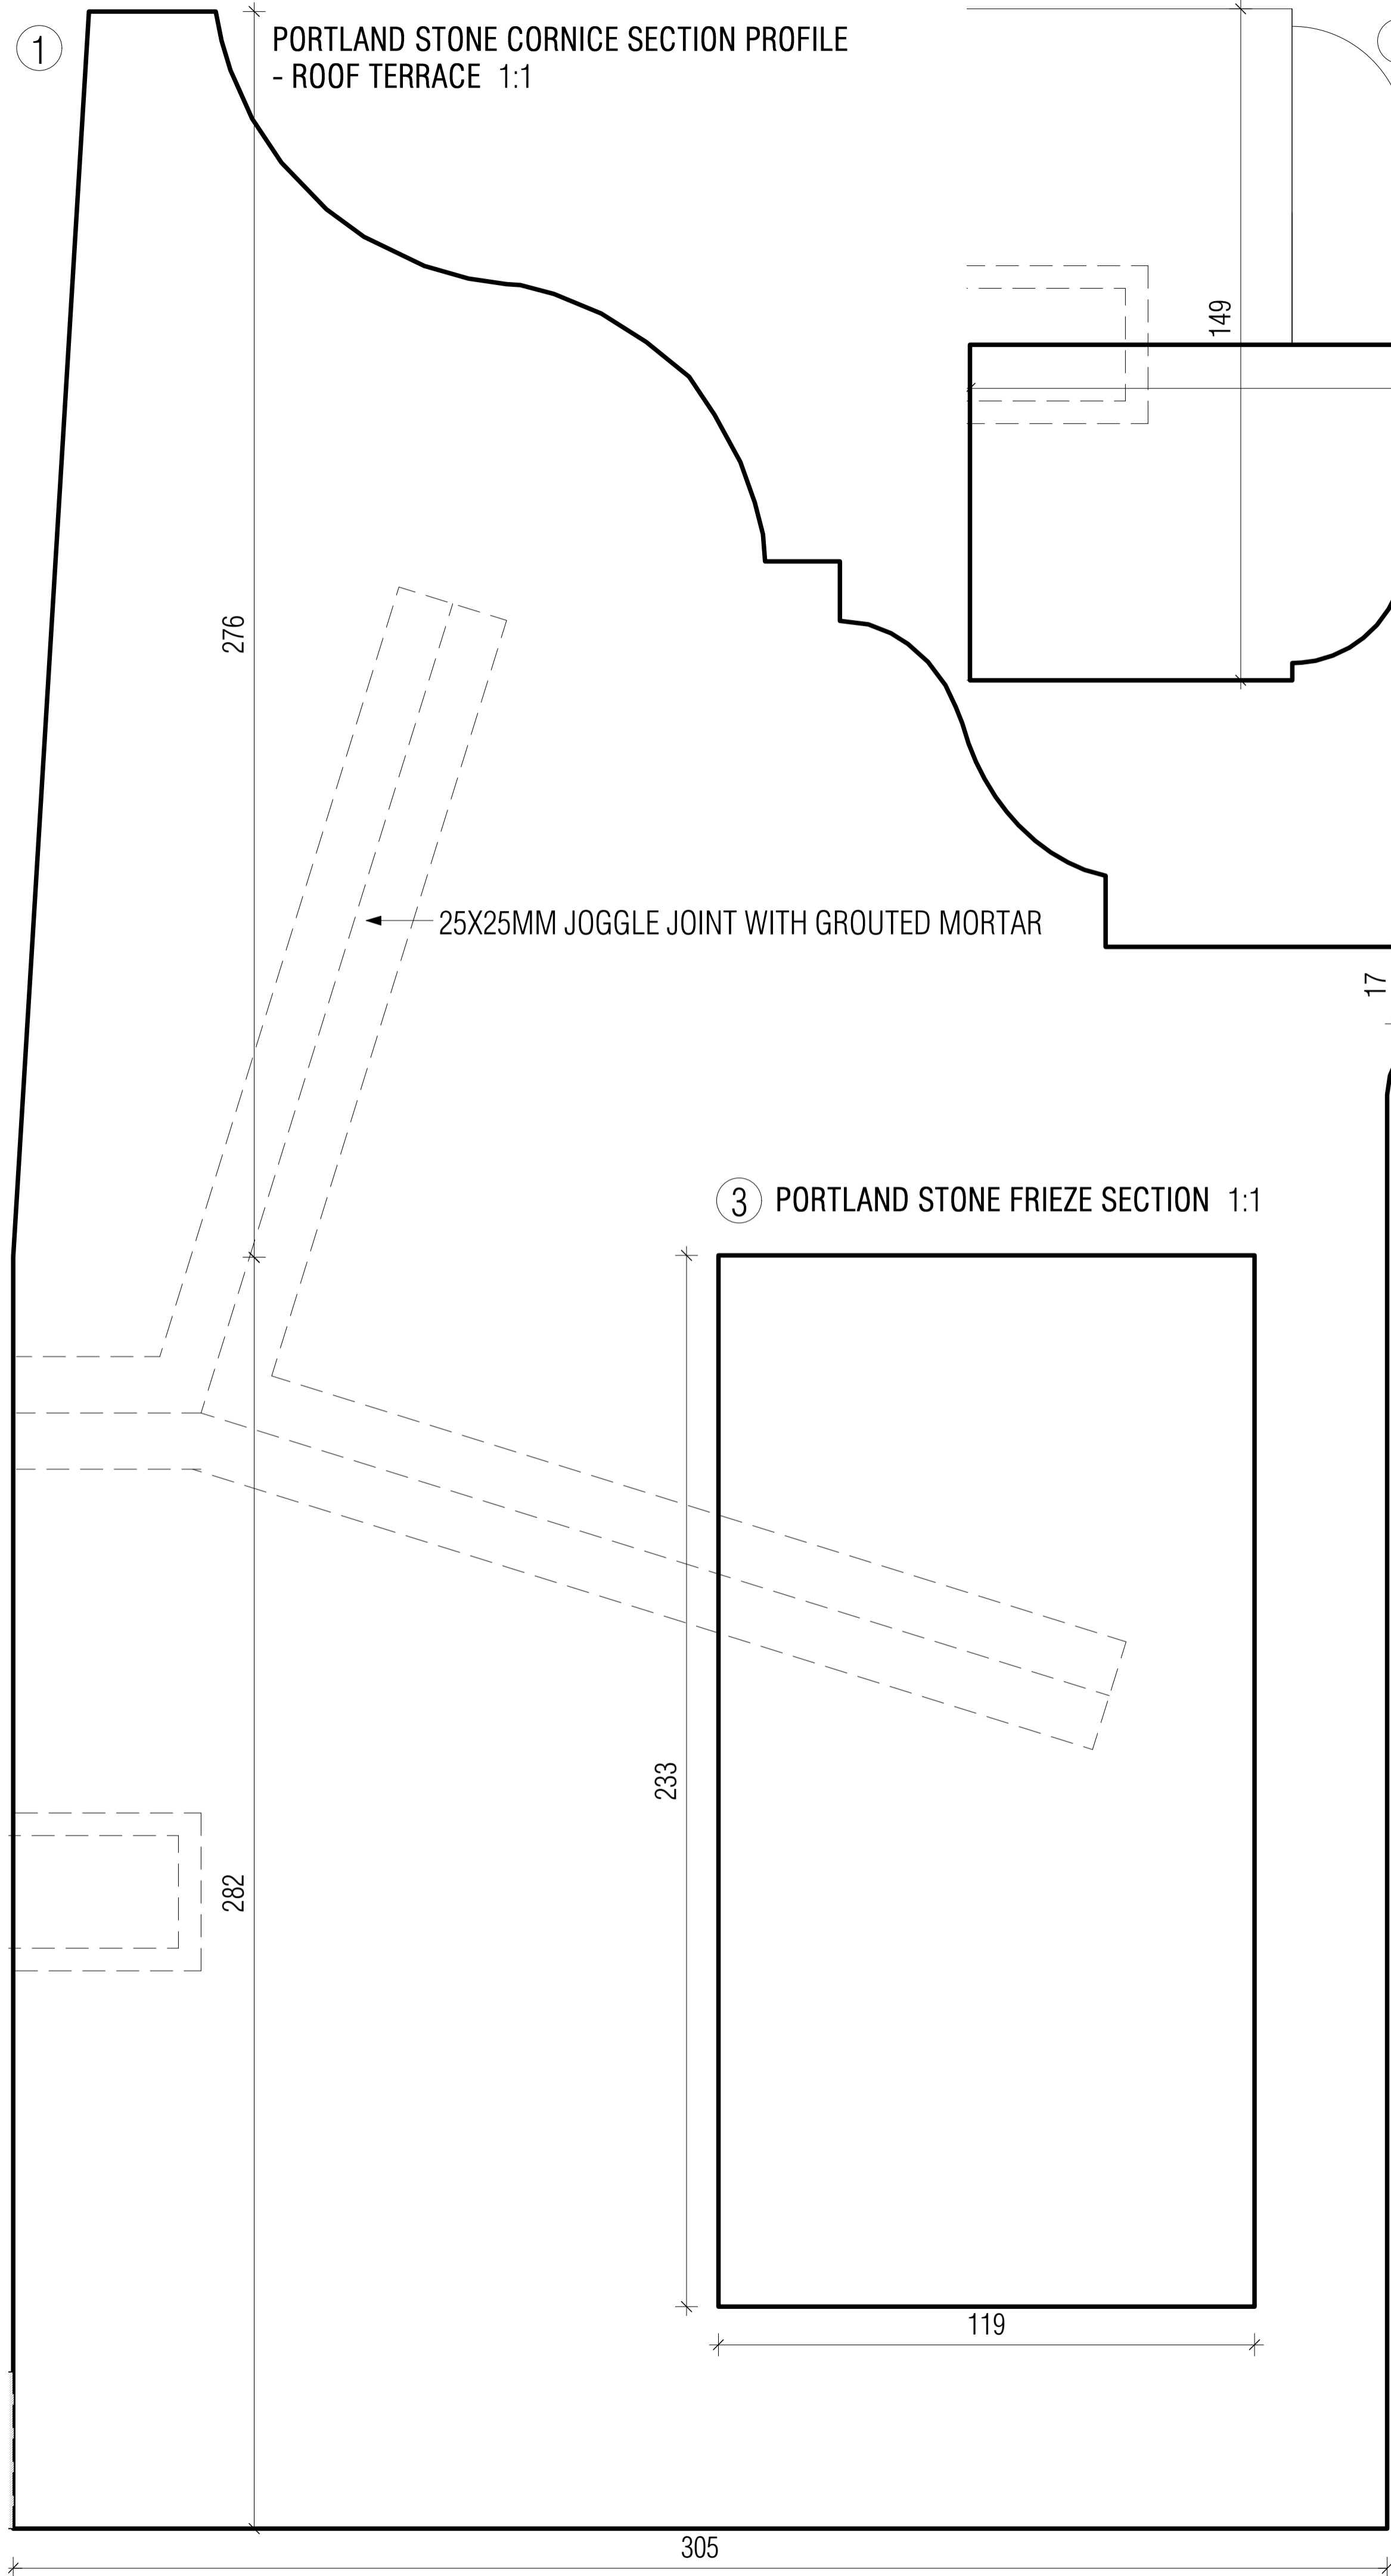 1
PORTLAND STONE CORNICE SECTION PROFILE
- ROOF TERRACE 1:1
149
276
25X25MM JOGGLE JOINT WITH GROUTED MORTAR
17
3 PORTLAND STONE FRIEZE SECTION 1:1
233
282
119
305